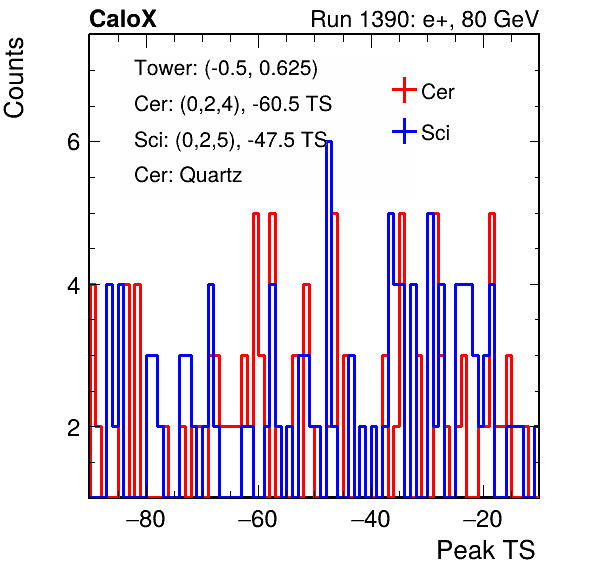 CaloX Run 1390: e+, 80 GeV
Counts
Tower: (-0.5, 0.625)
Cer: (0,2,4), -60.5 TS
Sci: (0,2,5), -47.5 TS
Cer: Quartz
Cer
Sci
6
4
2
−80 −60 −40 −20
Peak TS